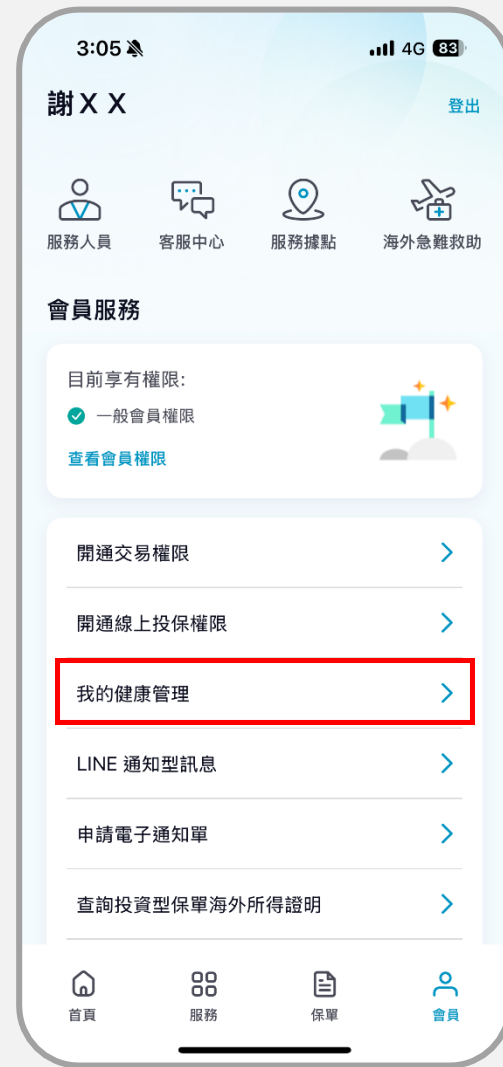 3:05 4G 83
謝ＸＸ 登出
服務人員 客服中心 服務據點 海外急難救助
會員服務
目前享有權限:
一般會員權限
查看會員權限
開通交易權限
開通線上投保權限
我的健康管理
LINE 通知型訊息
申請電子通知單
查詢投資型保單海外所得證明
首頁 服務 保單 會員